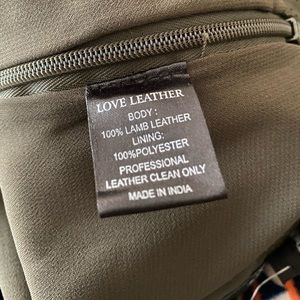 LOVE LEATHER
BODY :
100% LAMB LEATHER
LINING:
100%POLYESTER
PROFESSIONAL
LEATHER CLEAN ONLY
MADE IN INDIA